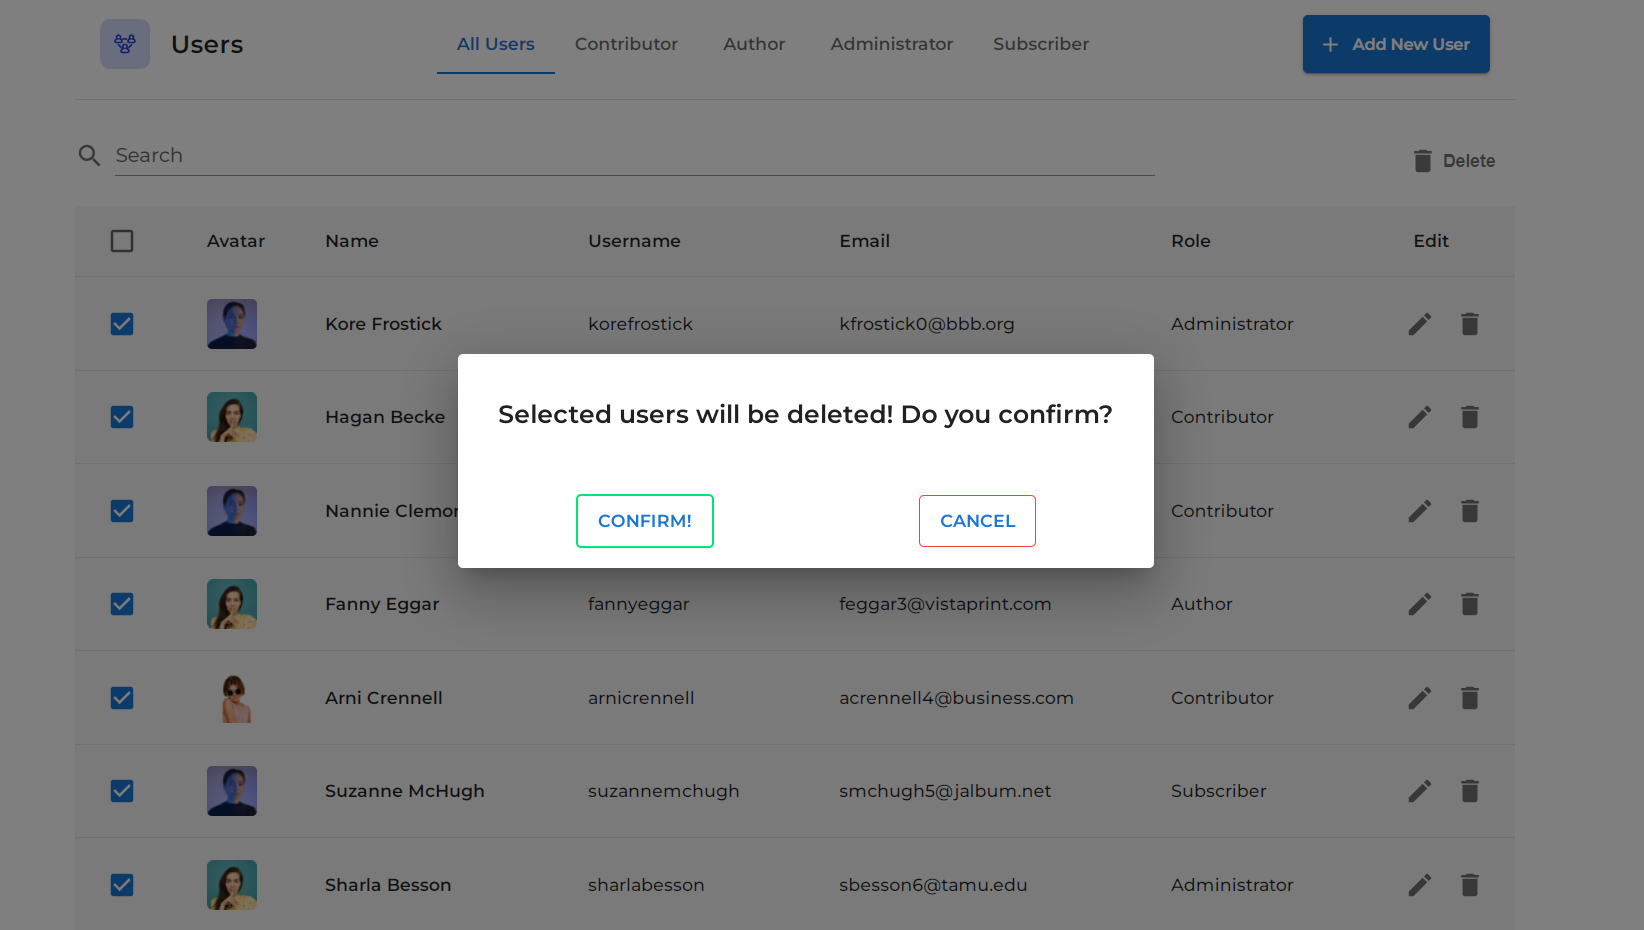 Users
All Users Contributor Author Administrator Subscriber
+ Add New User
Search
Delete
Avatar Name Username Email Role Edit
Kore Frostick korefrostick kfrostick0@bbb.org Administrator
Hagan Becke Contributor
Selected users will be deleted! Do you confirm?
Nannie Contributor
CONFIRM! CANCEL
Fanny Eggar fannyeggar feggar3@vistaprint.com Author
Arni Crennell arnicrennell acrennell4@business.com Contributor
Suzanne McHugh suzannemchugh smchugh5@jalbum.net Subscriber
Sharla Besson sharlabesson sbesson6@tamu.edu Administrator